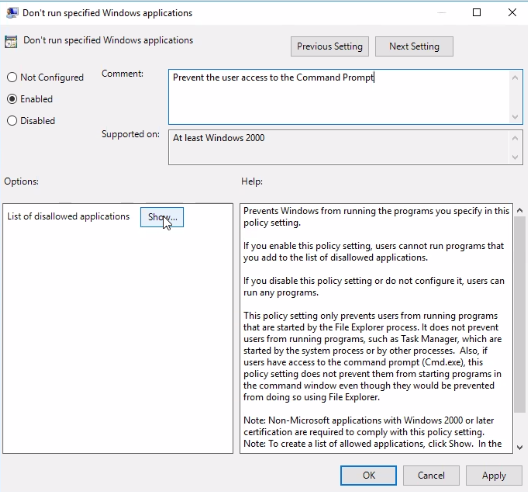 Don't run specified Windows applications
Don't run specified Windows applications
Previous Setting
Next Setting
Not Configured
Enabled
Disabled
Comment:
Prevent the user access to the Command Prompt
Supported on:
At least Windows 2000
Options:
Help:
List of disallowed applications
Show...
Prevents Windows from running the programs you specify in this
policy setting.
If you enable this policy setting, users cannot run programs that
you add to the list of disallowed applications.
If you disable this policy setting or do not configure it, users can
run any programs.
This policy setting only prevents users from running programs
that are started by the File Explorer process. It does not prevent
users from running programs, such as Task Manager, which are
started by the system process or by other processes.  Also, if
users have access to the command prompt (Cmd.exe), this
policy setting does not prevent them from starting programs in
the command window even though they would be prevented
from doing so using File Explorer.
Note: Non-Microsoft applications with Windows 2000 or later
certification are required to comply with this policy setting.
Note: To create a list of allowed applications, click Show.  In the
OK
Cancel
Apply